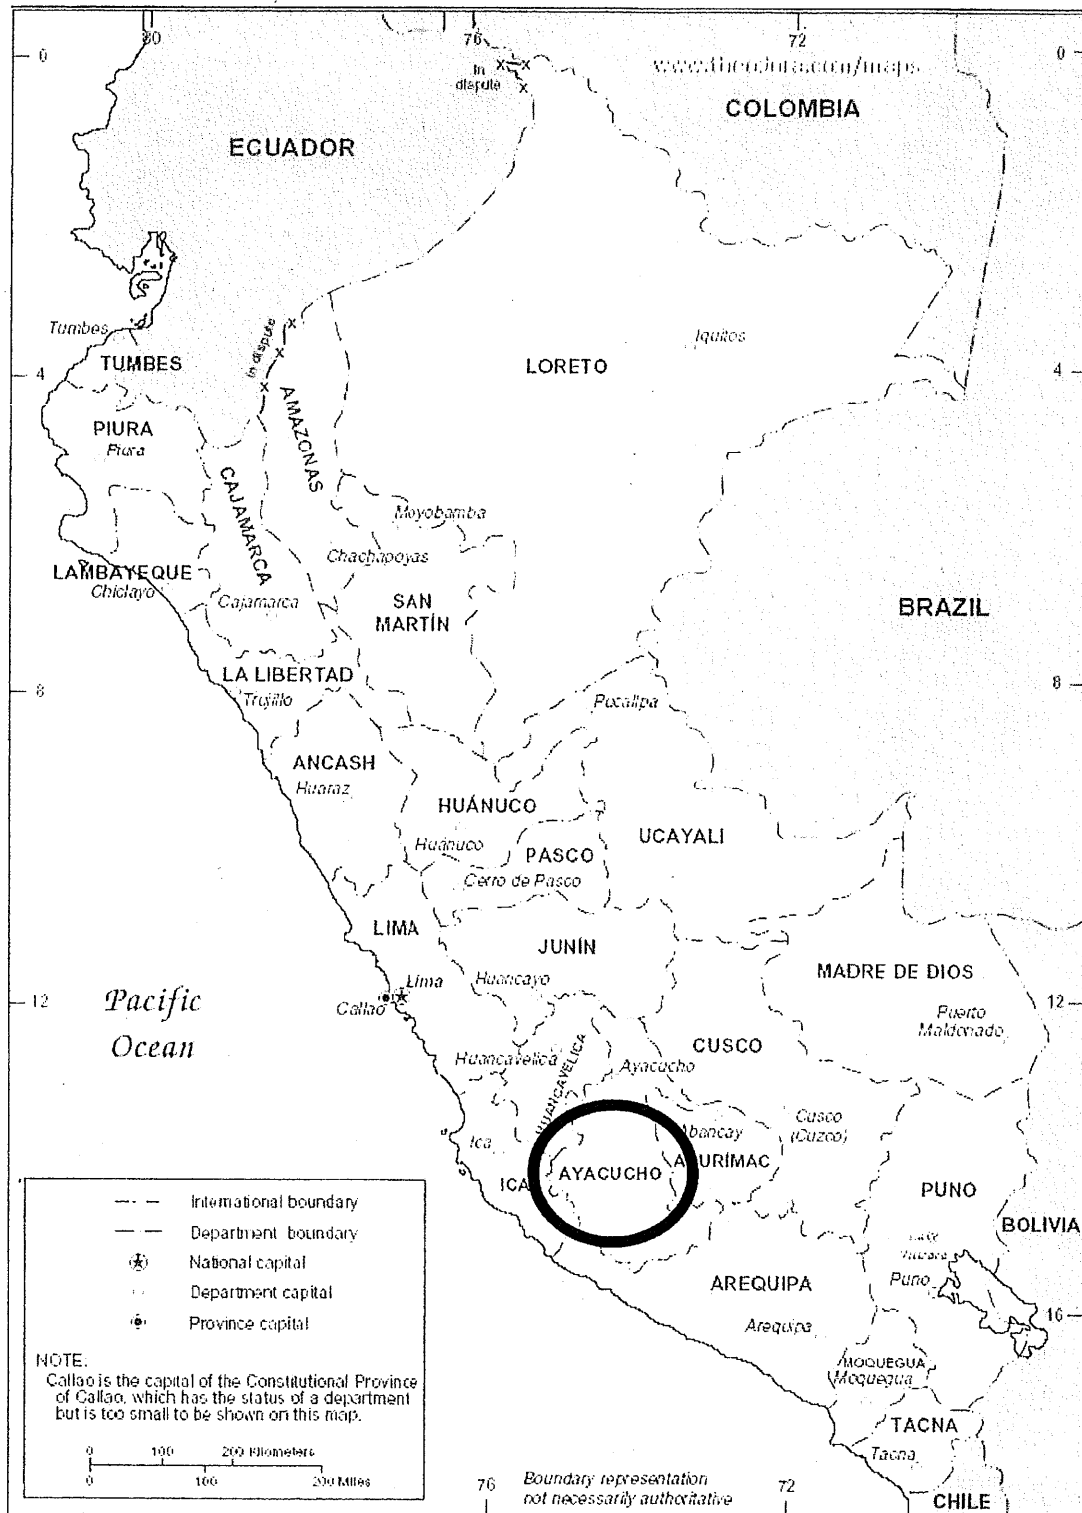 80
76
72
0
0
www.theodora.com/maps
In
dispute
COLOMBIA
ECUADOR
Tumbes
TUMBES
In dispute
Iquitos
LORETO
4
4
AMAZONAS
PIURA
Piura
CAJAMARCA
Moyobamba
Chachapoyas
LAMBAYEQUE
Chiclayo
Cajamarca
SAN
MARTÍN
BRAZIL
LA LIBERTAD
Trujillo
8
8
Pucallpa
ANCASH
Huaraz
HUÁNUCO
Huánuco
PASCO
UCAYALI
Cerro de Pasco
LIMA
JUNÍN
Huancayo
MADRE DE DIOS
Lima
Callao
12
12
Pacific
Ocean
Puerto
Maldonado
CUSCO
Huancavelica
HUANCAVELICA
Ayacucho
Abancay
Cusco
(Cuzco)
Ica
ICA
AYACUCHO
APURÍMAC
PUNO
BOLIVIA
Lake
Titicaca
Puno
AREQUIPA
Arequipa
16
MOQUEGUA
Moquegua
TACNA
Tacna
CHILE
International boundary
Department boundary
National capital
Department capital
Province capital
NOTE:
Callao is the capital of the Constitutional Province
of Callao, which has the status of a department
but is too small to be shown on this map.
0 100 200 Kilometers
0 100 200 Miles
76
72
Boundary representation
not necessarily authoritative